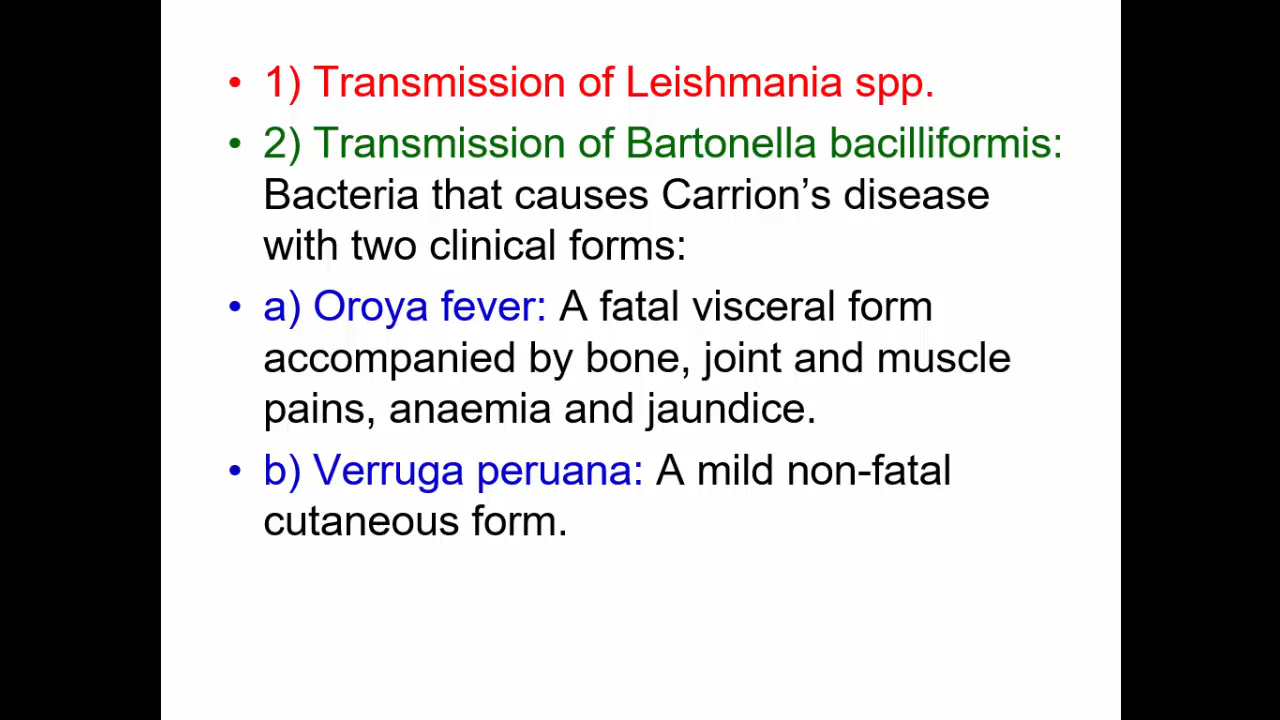 • 1) Transmission of Leishmania spp.
• 2) Transmission of Bartonella bacilliformis:
Bacteria that causes Carrion’s disease
with two clinical forms:
• a) Oroya fever: A fatal visceral form
accompanied by bone, joint and muscle
pains, anaemia and jaundice.
• b) Verruga peruana: A mild non-fatal
cutaneous form.